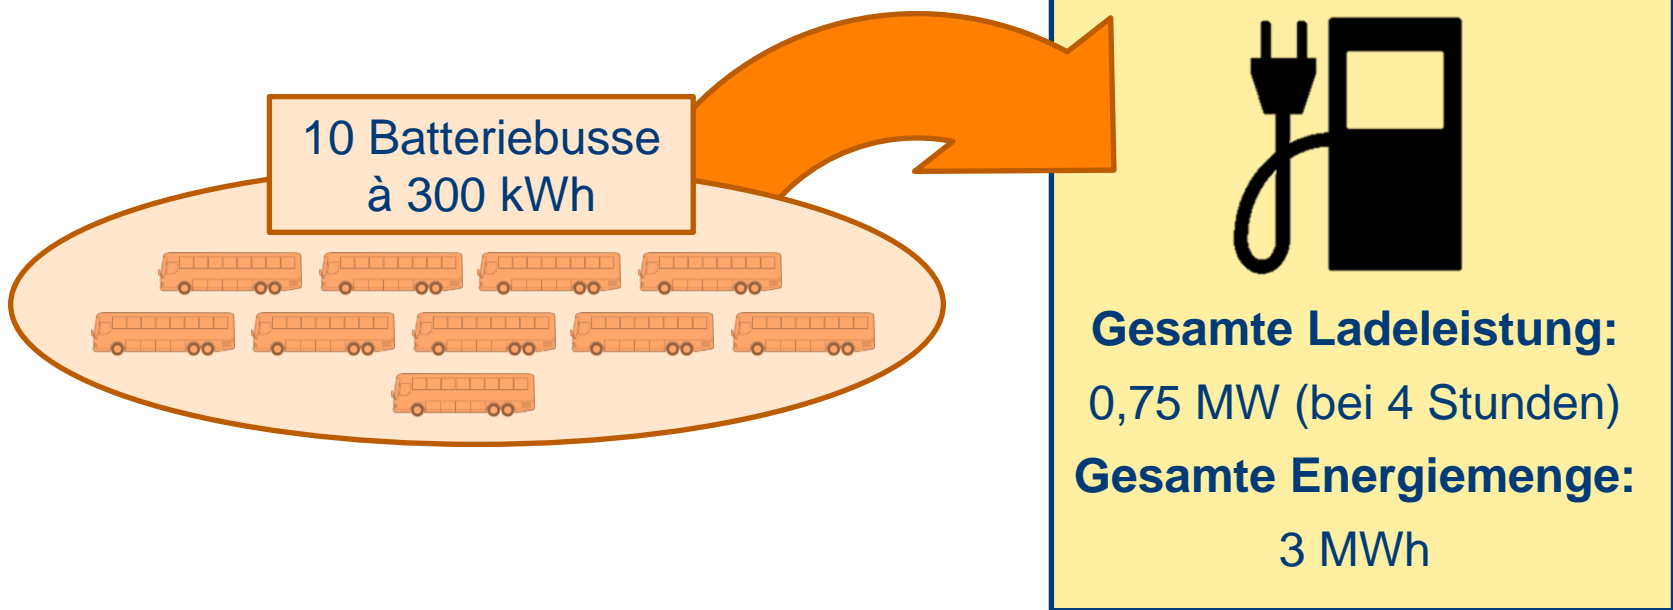 10 Batteriebusse
à 300 kWh
Gesamte Ladeleistung:
0,75 MW (bei 4 Stunden)
Gesamte Energiemenge:
3 MWh